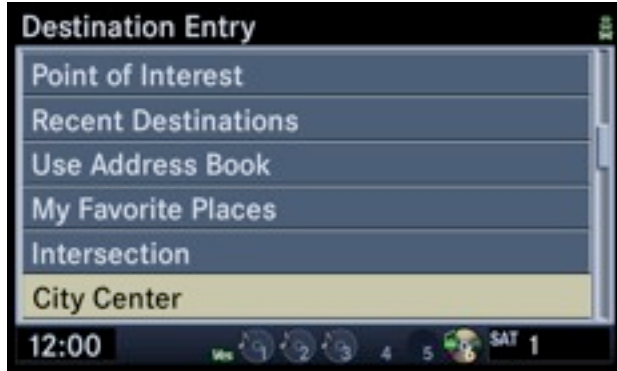 Destination Entry
Point of Interest
Recent Destinations
Use Address Book
My Favorite Places
Intersection
City Center
12:00 Ves 1 2 3 4 5 6 SAT 1